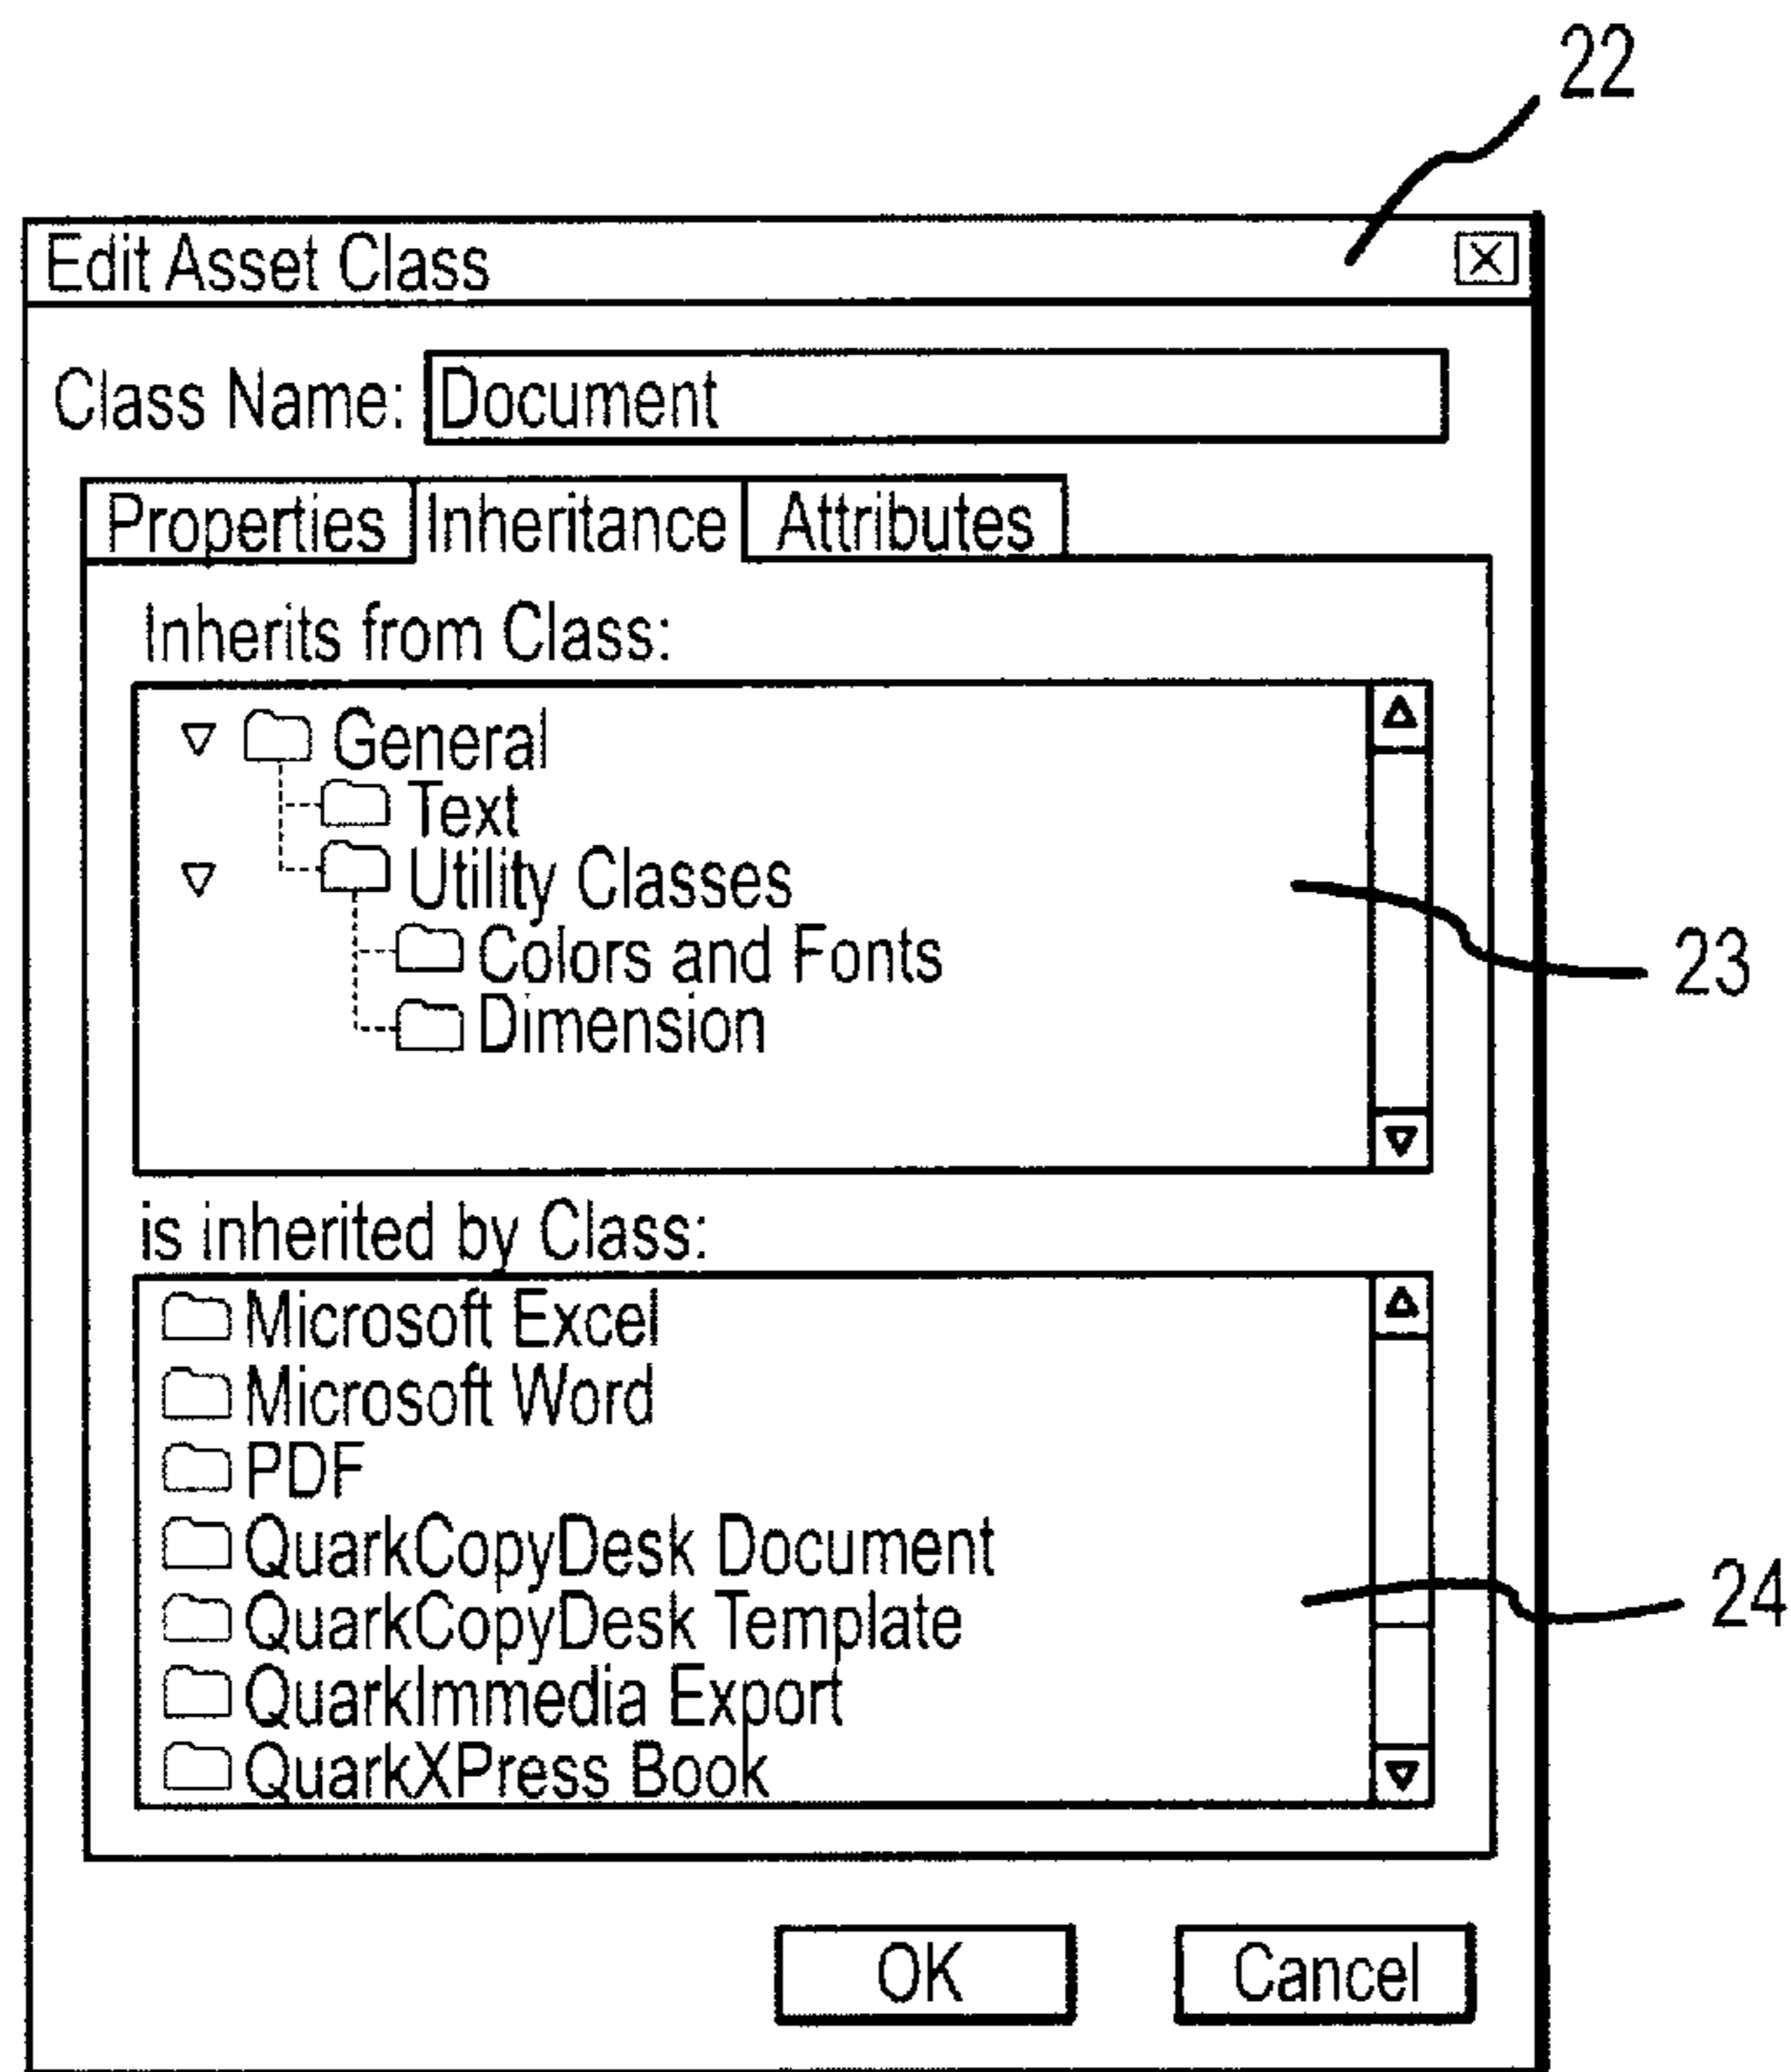 22
Edit Asset Class
Class Name: Document
Properties Inheritance Attributes
Inherits from Class:
General
Text
Utility Classes
23
Colors and Fonts
Dimension
is inherited by Class:
Microsoft Excel
Microsoft Word
PDF
QuarkCopyDesk Document
24
QuarkCopyDesk Template
QuarkImmedia Export
QuarkXPress Book
OK Cancel